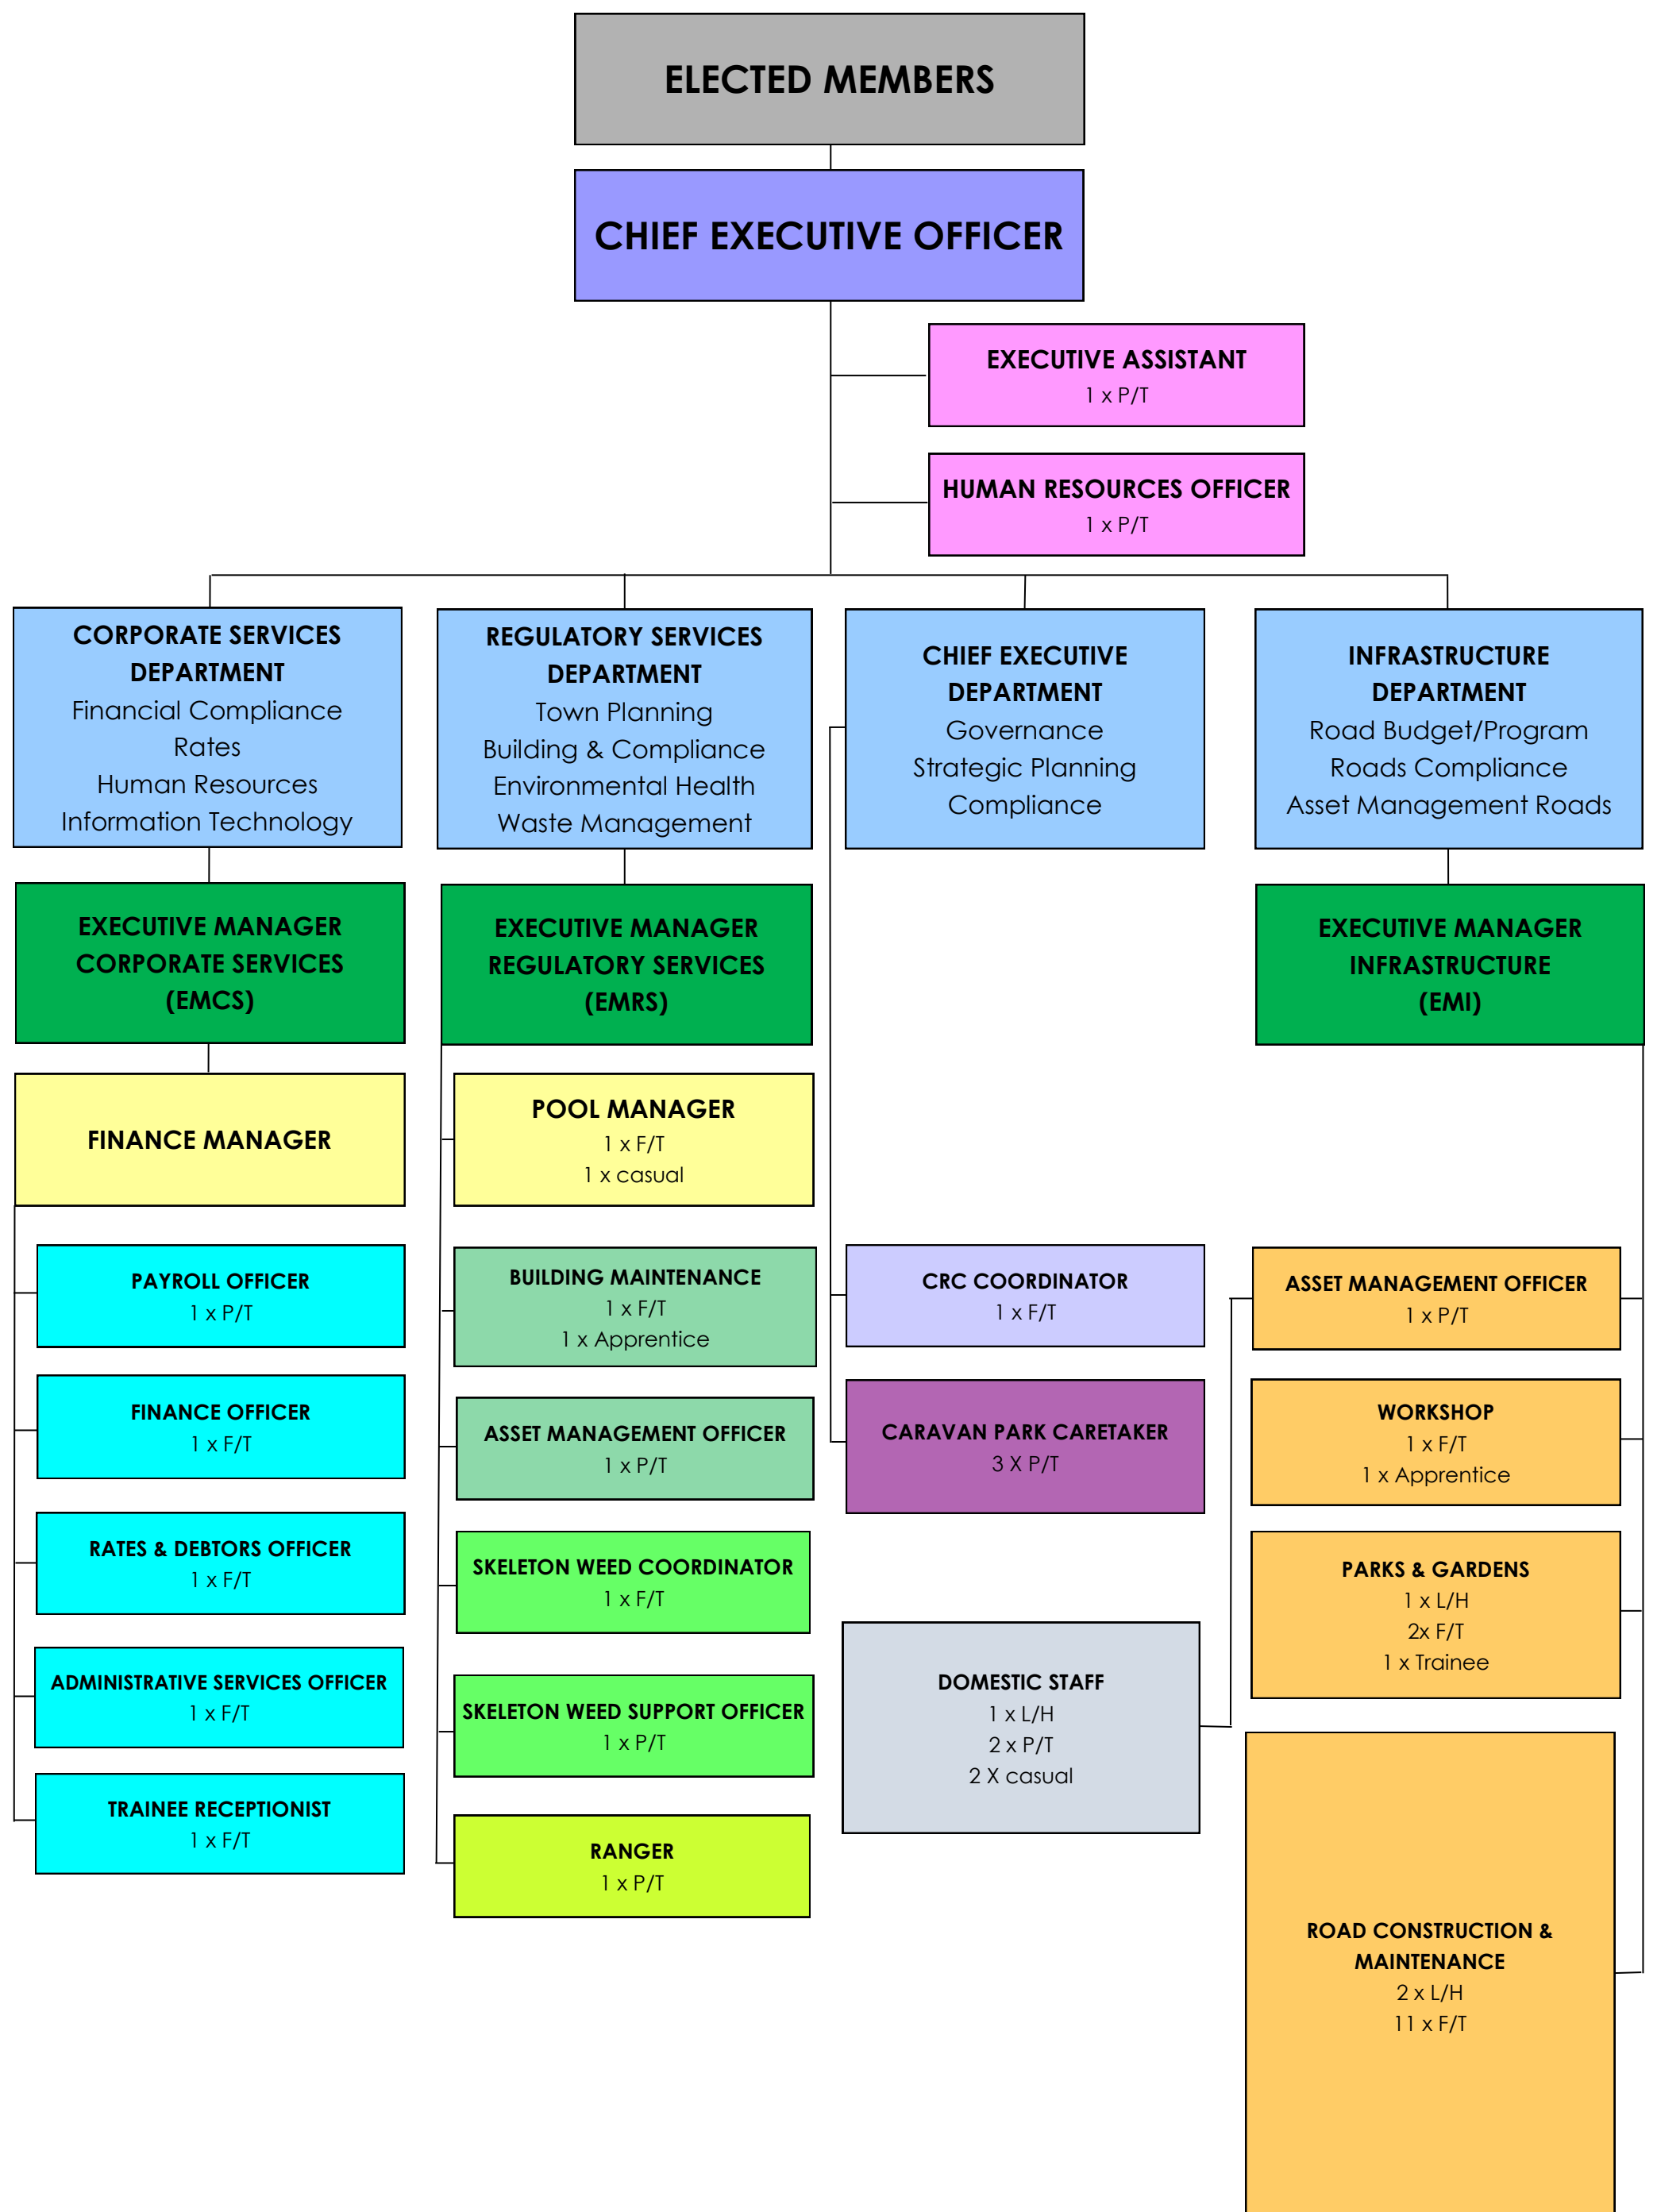 ELECTED MEMBERS
CHIEF EXECUTIVE OFFICER
EXECUTIVE ASSISTANT
1 x P/T
HUMAN RESOURCES OFFICER
1 x P/T
CORPORATE SERVICES
DEPARTMENT
Financial Compliance
Rates
Human Resources
Information Technology
REGULATORY SERVICES
DEPARTMENT
Town Planning
Building & Compliance
Environmental Health
Waste Management
CHIEF EXECUTIVE
DEPARTMENT
Governance
Strategic Planning
Compliance
INFRASTRUCTURE
DEPARTMENT
Road Budget/Program
Roads Compliance
Asset Management Roads
EXECUTIVE MANAGER
CORPORATE SERVICES
(EMCS)
EXECUTIVE MANAGER
REGULATORY SERVICES
(EMRS)
EXECUTIVE MANAGER
INFRASTRUCTURE
(EMI)
FINANCE MANAGER
POOL MANAGER
1 x F/T
1 x casual
PAYROLL OFFICER
1 x P/T
BUILDING MAINTENANCE
1 x F/T
1 x Apprentice
CRC COORDINATOR
1 x F/T
ASSET MANAGEMENT OFFICER
1 x P/T
FINANCE OFFICER
1 x F/T
ASSET MANAGEMENT OFFICER
1 x P/T
CARAVAN PARK CARETAKER
3 X P/T
WORKSHOP
1 x F/T
1 x Apprentice
RATES & DEBTORS OFFICER
1 x F/T
SKELETON WEED COORDINATOR
1 x F/T
PARKS & GARDENS
1 x L/H
2x F/T
1 x Trainee
ADMINISTRATIVE SERVICES OFFICER
1 x F/T
SKELETON WEED SUPPORT OFFICER
1 x P/T
DOMESTIC STAFF
1 x L/H
2 x P/T
2 X casual
TRAINEE RECEPTIONIST
1 x F/T
RANGER
1 x P/T
ROAD CONSTRUCTION &
MAINTENANCE
2 x L/H
11 x F/T